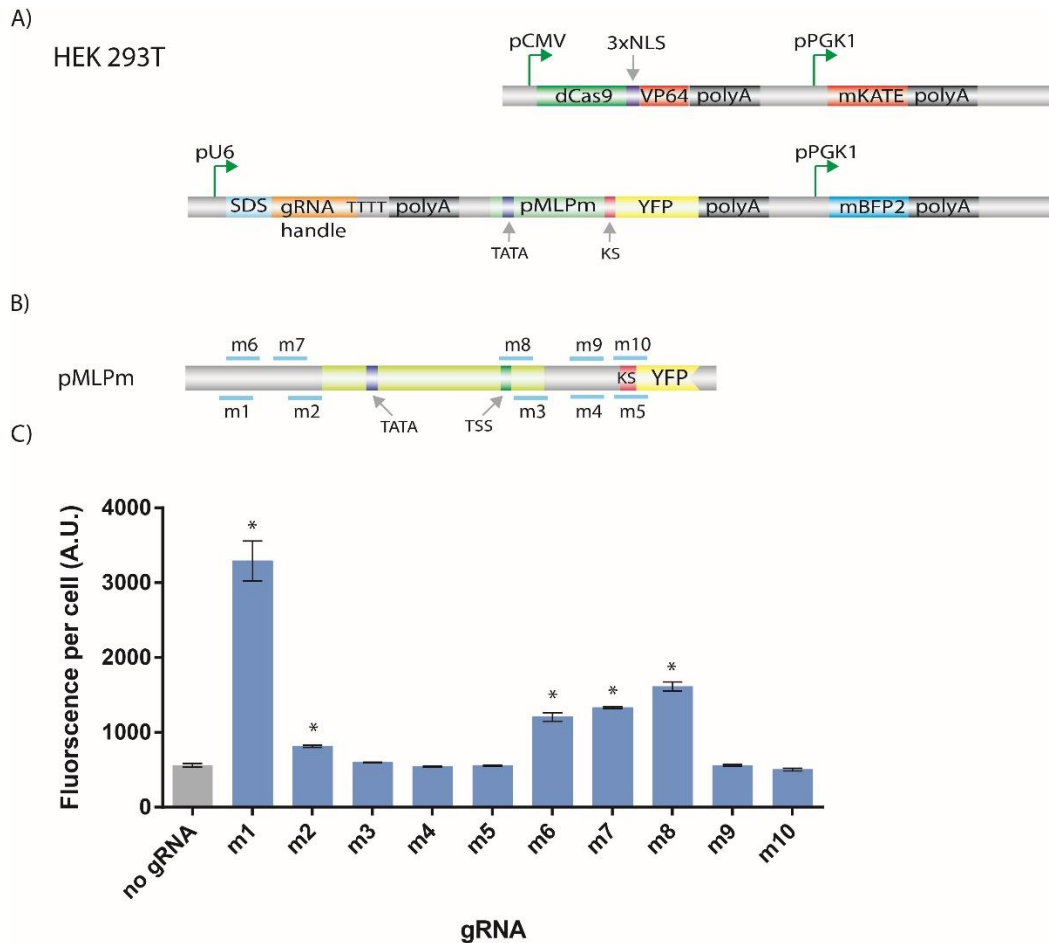 A)
HEK 293T
pCMV 3xNLS pPGK1
dCas9 VP64 polyA mKATE polyA
pU6 pPGK1
SDS gRNA TTTT polyA pMLPm YFP polyA mBFP2 polyA
handle
TATA KS
B)
m6 m7 m8 m9 m10
pMLPm KS YFP
m1 m2 m3 m4 m5
TATA TSS
C)
Fluorscence per cell (A.U.)
4000
3000
2000
1000
0
* * * * *
no gRNA m1 m2 m3 m4 m5 m6 m7 m8 m9 m10
gRNA